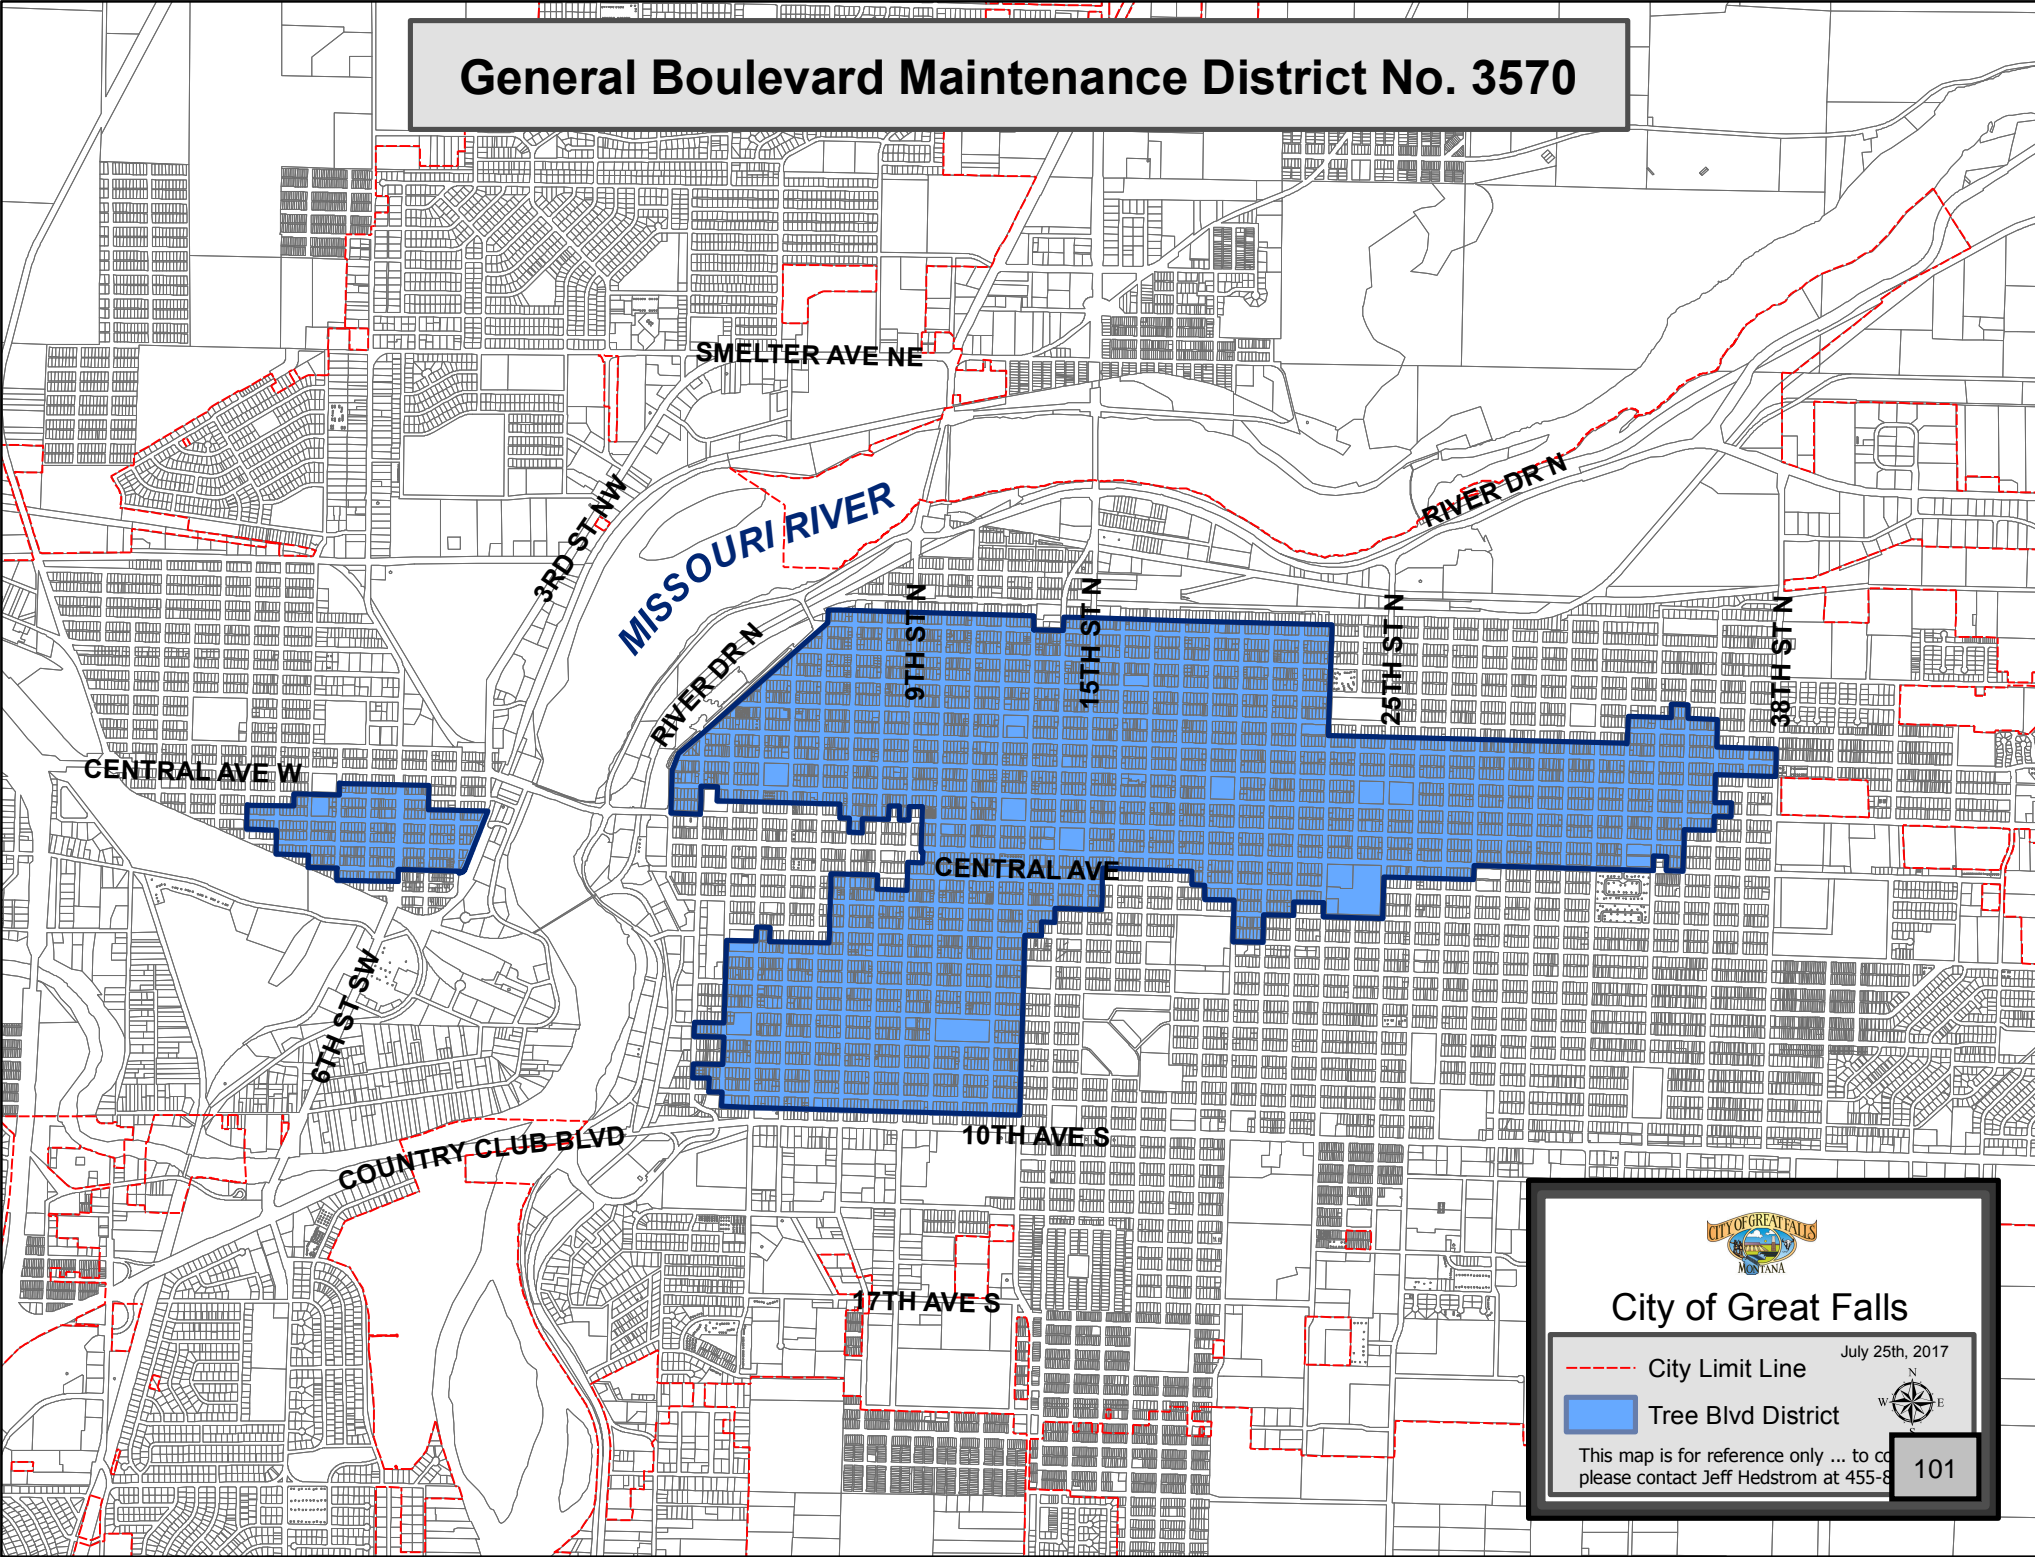 General Boulevard Maintenance District No. 3570
SMELTER AVE NE
3RD ST NW
MISSOURI RIVER
RIVER DR N
RIVER DR N
9TH ST N
15TH ST N
25TH ST N
38TH ST N
CENTRAL AVE W
CENTRAL AVE
6TH ST SW
COUNTRY CLUB BLVD
10TH AVE S
17TH AVE S
CITY OF GREAT FALLS
MONTANA
City of Great Falls
July 25th, 2017
City Limit Line
N
W E
S
Tree Blvd District
This map is for reference only ... to
please contact Jeff Hedstrom at
101